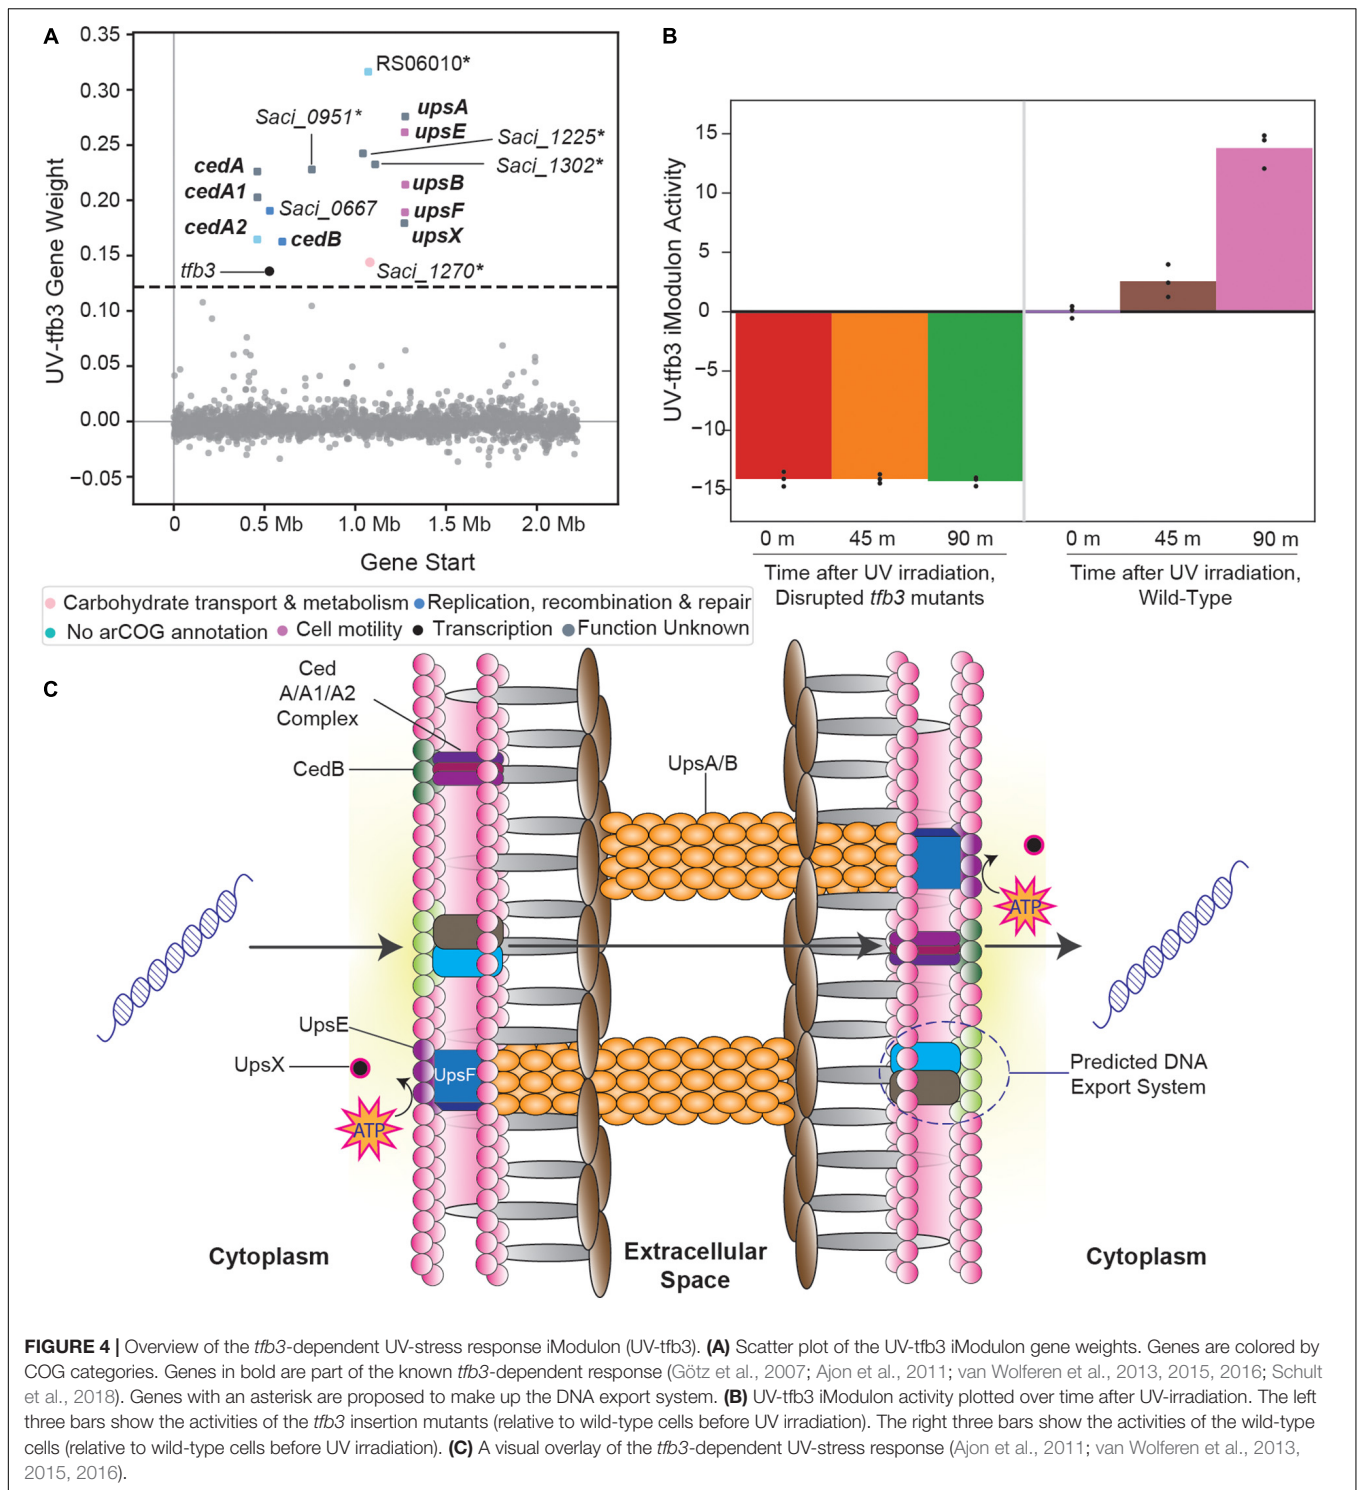 A
0.35
0.30
0.25
0.20
0.15
0.10
0.05
0.00
−0.05
UV-tfb3 Gene Weight
RS06010*
upsA
Saci_0951*
upsE
Saci_1225*
Saci_1302*
cedA
upsB
cedA1
Saci_0667
upsF
cedA2
cedB
upsX
tfb3
Saci_1270*
0
0.5 Mb
1.0 Mb
1.5 Mb
2.0 Mb
Gene Start
Carbohydrate transport & metabolism
Replication, recombination & repair
No arCOG annotation
Cell motility
Transcription
Function Unknown
B
15
10
5
0
−5
−10
−15
UV-tfb3 iModulon Activity
0 m
45 m
90 m
0 m
45 m
90 m
Time after UV irradiation,
Disrupted tfb3 mutants
Time after UV irradiation,
Wild-Type
C
Ced
A/A1/A2
Complex
CedB
UpsA/B
ATP
UpsE
UpsX
UpsF
ATP
Predicted DNA
Export System
Cytoplasm
Extracellular
Space
Cytoplasm
FIGURE 4 | Overview of the tfb3-dependent UV-stress response iModulon (UV-tfb3). (A) Scatter plot of the UV-tfb3 iModulon gene weights. Genes are colored by
COG categories. Genes in bold are part of the known tfb3-dependent response (Götz et al., 2007; Ajon et al., 2011; van Wolferen et al., 2013, 2015, 2016; Schult
et al., 2018). Genes with an asterisk are proposed to make up the DNA export system. (B) UV-tfb3 iModulon activity plotted over time after UV-irradiation. The left
three bars show the activities of the tfb3 insertion mutants (relative to wild-type cells before UV irradiation). The right three bars show the activities of the wild-type
cells (relative to wild-type cells before UV irradiation). (C) A visual overlay of the tfb3-dependent UV-stress response (Ajon et al., 2011; van Wolferen et al., 2013,
2015, 2016).